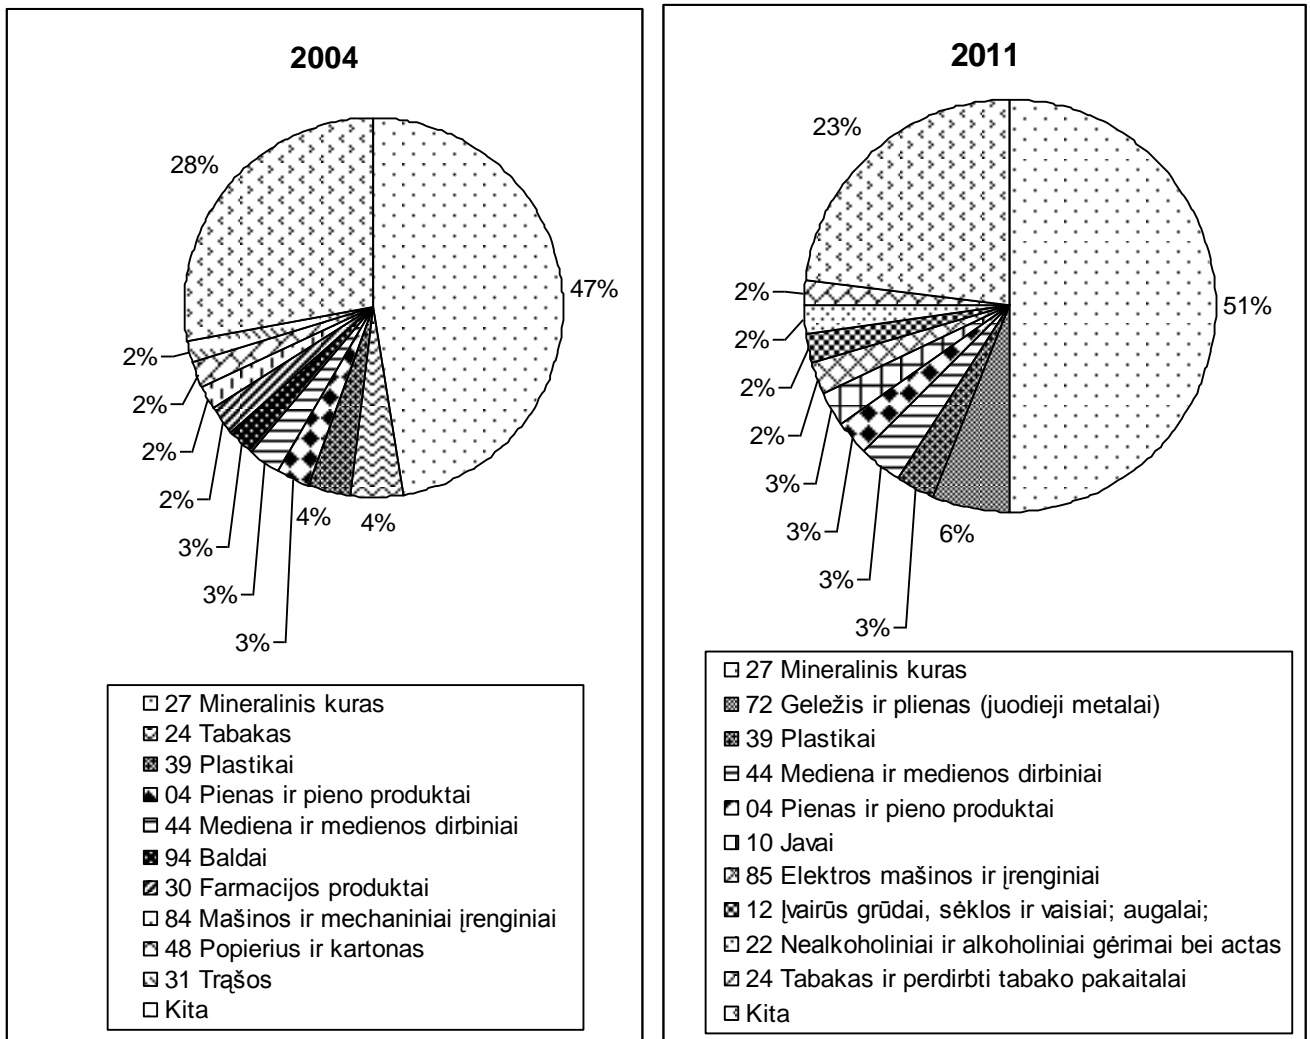 2004
28%
47%
2%
2%
2%
2%
3%
3%
3%
4%
4%
27 Mineralinis kuras
24 Tabakas
39 Plastikai
04 Pienas ir pieno produktai
44 Mediena ir medienos dirbiniai
94 Baldai
30 Farmacijos produktai
84 Mašinos ir mechaniniai įrenginiai
48 Popierius ir kartonas
31 Trąšos
Kita
2011
23%
51%
2%
2%
2%
2%
3%
3%
3%
3%
6%
27 Mineralinis kuras
72 Geležis ir plienas (juodieji metalai)
39 Plastikai
44 Mediena ir medienos dirbiniai
04 Pienas ir pieno produktai
10 Javai
85 Elektros mašinos ir įrenginiai
12 Įvairūs grūdai, sėklos ir vaisiai; augalai;
22 Nealkoholiniai ir alkoholiniai gėrimai bei actas
24 Tabakas ir perdirbti tabako pakaitalai
Kita